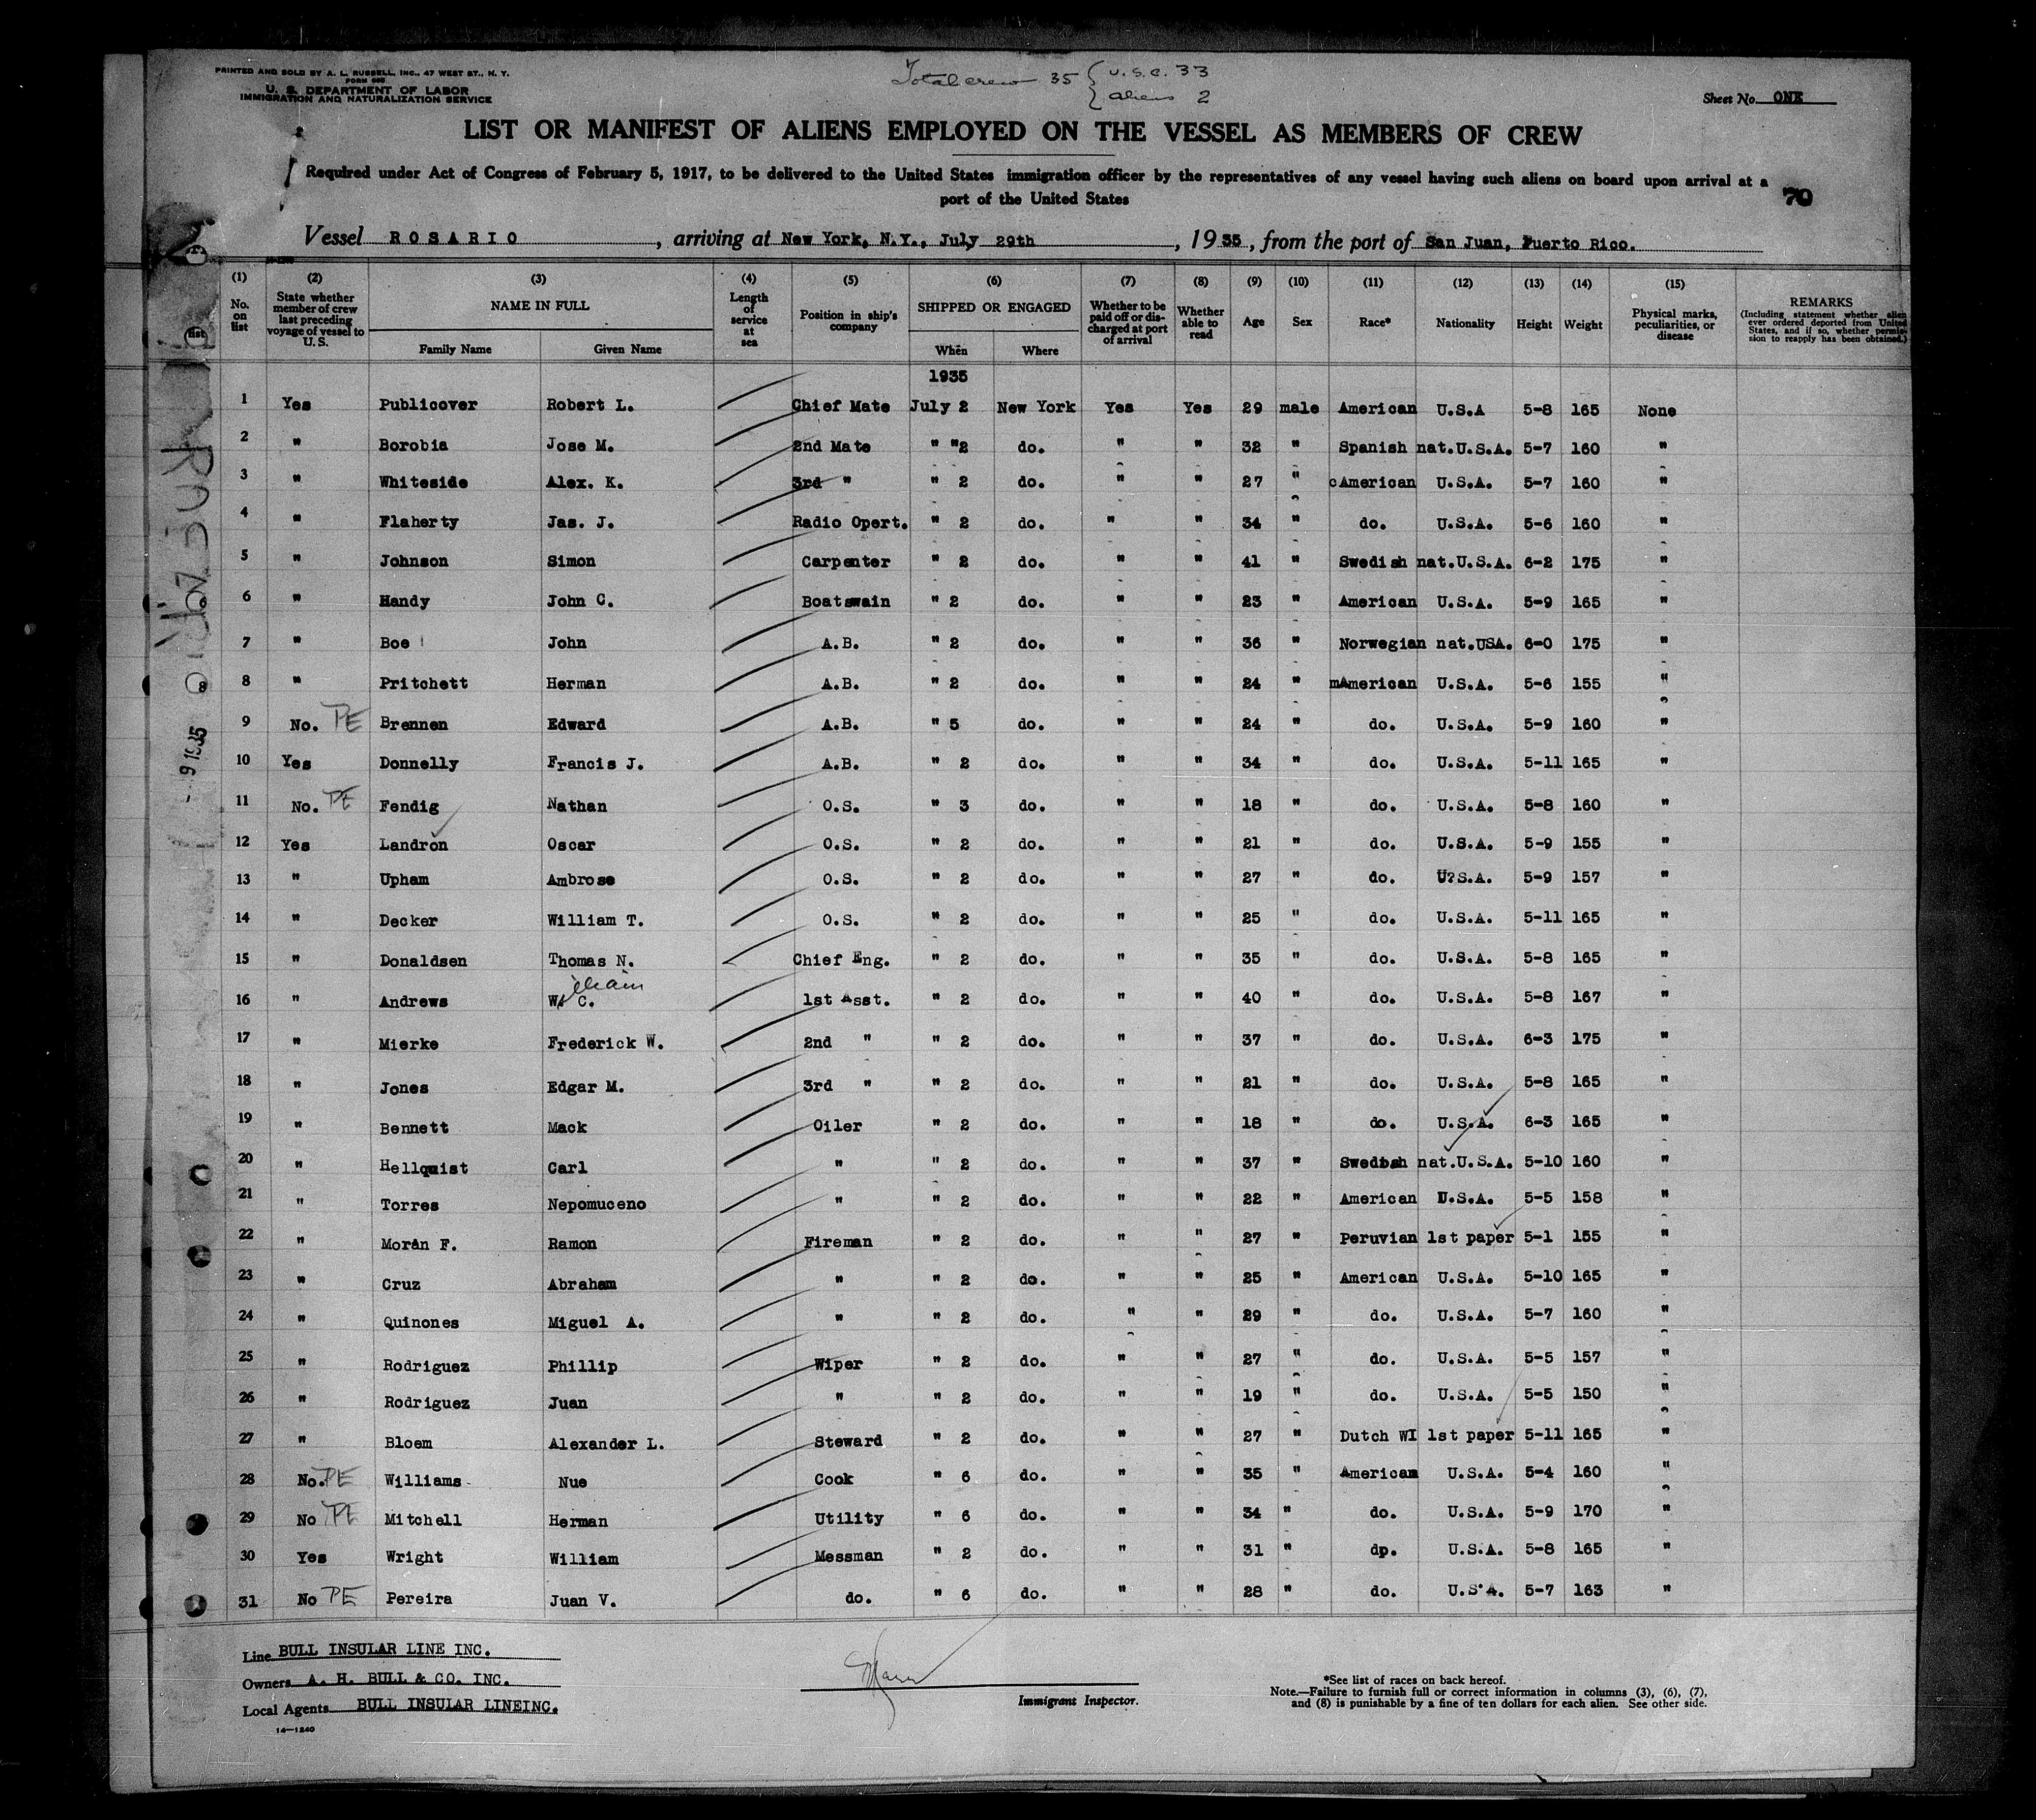 PRINTED AND SOLD BY A. L. RUSSELL, INC., 47 WEST ST., N. Y.
U. S. DEPARTMENT OF LABOR
IMMIGRATION AND NATURALIZATION SERVICE
Total crew 35 { U.S.C. 33
{ aliens 2
Sheet No. ONE
LIST OR MANIFEST OF ALIENS EMPLOYED ON THE VESSEL AS MEMBERS OF CREW
Required under Act of Congress of February 5, 1917, to be delivered to the United States immigration officer by the representatives of any vessel having such aliens on board upon arrival at a
port of the United States
70
Vessel ROSARIO, arriving at New York, N.Y., July 29th, 1935, from the port of San Juan, Puerto Rico.
(1) (2) (3) (4) (5) (6) (7) (8) (9) (10) (11) (12) (13) (14) (15)
No. on list
State whether member of crew last preceding voyage of vessel to U. S.
NAME IN FULL
Family Name
Given Name
Length of service at sea
Position in ship's company
SHIPPED OR ENGAGED
When
Where
Whether to be paid off or discharged at port of arrival
Whether able to read
Age
Sex
Race*
Nationality
Height
Weight
Physical marks, peculiarities, or disease
REMARKS
(Including statement whether alien ever ordered deported from United States, and if so, whether permission to reapply has been obtained.)
1935
1 Yes Publicover Robert L. Chief Mate July 2 New York Yes Yes 29 male American U.S.A 5-8 165 None
2 " Borobia Jose M. 2nd Mate " "2 do. " " 32 " Spanish nat.U.S.A. 5-7 160 "
3 " Whiteside Alex. K. 3rd " " 2 do. " " 27 " cAmerican U.S.A. 5-7 160 "
4 " Flaherty Jas. J. Radio Opert. " 2 do. " " 34 " do. U.S.A. 5-6 160 "
5 " Johnson Simon Carpenter " 2 do. " " 41 " Swedish nat.U.S.A. 6-2 175 "
6 " Handy John C. Boatswain " 2 do. " " 23 " American U.S.A. 5-9 165 "
7 " Boe John A.B. " 2 do. " " 36 " Norwegian nat.USA. 6-0 175 "
8 " Pritchett Herman A.B. " 2 do. " " 24 " mAmerican U.S.A. 5-6 155 "
9 No. PE Brennen Edward A.B. " 5 do. " " 24 " do. U.S.A. 5-9 160 "
10 Yes Donnelly Francis J. A.B. " 2 do. " " 34 " do. U.S.A. 5-11 165 "
11 No. PE Fendig Nathan O.S. " 3 do. " " 18 " do. U.S.A. 5-8 160 "
12 Yes Landron Oscar O.S. " 2 do. " " 21 " do. U.S.A. 5-9 155 "
13 " Upham Ambrose O.S. " 2 do. " " 27 " do. U?S.A. 5-9 157 "
14 " Decker William T. O.S. " 2 do. " " 25 " do. U.S.A. 5-11 165 "
15 " Donaldsen Thomas N. Chief Eng. " 2 do. " " 35 " do. U.S.A. 5-8 165 "
16 " Andrews W. illiam C. 1st Asst. " 2 do. " " 40 " do. U.S.A. 5-8 167 "
17 " Mierke Frederick W. 2nd " " 2 do. " " 37 " do. U.S.A. 6-3 175 "
18 " Jones Edgar M. 3rd " " 2 do. " " 21 " do. U.S.A. 5-8 165 "
19 " Bennett Mack Oiler " 2 do. " " 18 " do. U.S.A. 6-3 165 "
20 " Hellquist Carl " " 2 do. " " 37 " Swedish nat.U.S.A. 5-10 160 "
21 " Torres Nepomuceno " " 2 do. " " 22 " American U.S.A. 5-5 158 "
22 " Moran F. Ramon Fireman " 2 do. " " 27 " Peruvian 1st paper 5-1 155 "
23 " Cruz Abraham " " 2 do. " " 25 " American U.S.A. 5-10 165 "
24 " Quinones Miguel A. " " 2 do. " " 29 " do. U.S.A. 5-7 160 "
25 " Rodriguez Phillip Wiper " 2 do. " " 27 " do. U.S.A. 5-5 157 "
26 " Rodriguez Juan " " 2 do. " " 19 " do. U.S.A. 5-5 150 "
27 " Bloem Alexander L. Steward " 2 do. " " 27 " Dutch WI 1st paper 5-11 165 "
28 No. PE Williams Nue Cook " 6 do. " " 35 " American U.S.A. 5-4 160 "
29 No PE Mitchell Herman Utility " 6 do. " " 34 " do. U.S.A. 5-9 170 "
30 Yes Wright William Messman " 2 do. " " 31 " dp. U.S.A. 5-8 165 "
31 No PE Pereira Juan V. do. " 6 do. " " 28 " do. U.S.A. 5-7 163 "
Line BULL INSULAR LINE INC.
Owners A. H. BULL & CO. INC.
Local Agents BULL INSULAR LINEINC.
14—1240
Immigrant Inspector.
*See list of races on back hereof.
Note.—Failure to furnish full or correct information in columns (3), (6), (7),
and (8) is punishable by a fine of ten dollars for each alien. See other side.